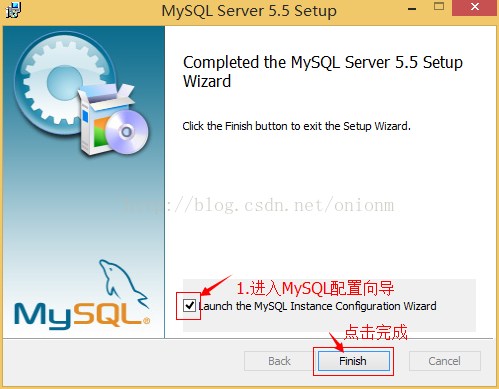 MySQL Server 5.5 Setup
Completed the MySQL Server 5.5 Setup
Wizard
Click the Finish button to exit the Setup Wizard.
://blog.csdn.net/onionm
1.进入MySQL配置向导
Launch the MySQL Instance Configuration Wizard
点击完成
MySQL®
Back
Finish
Cancel